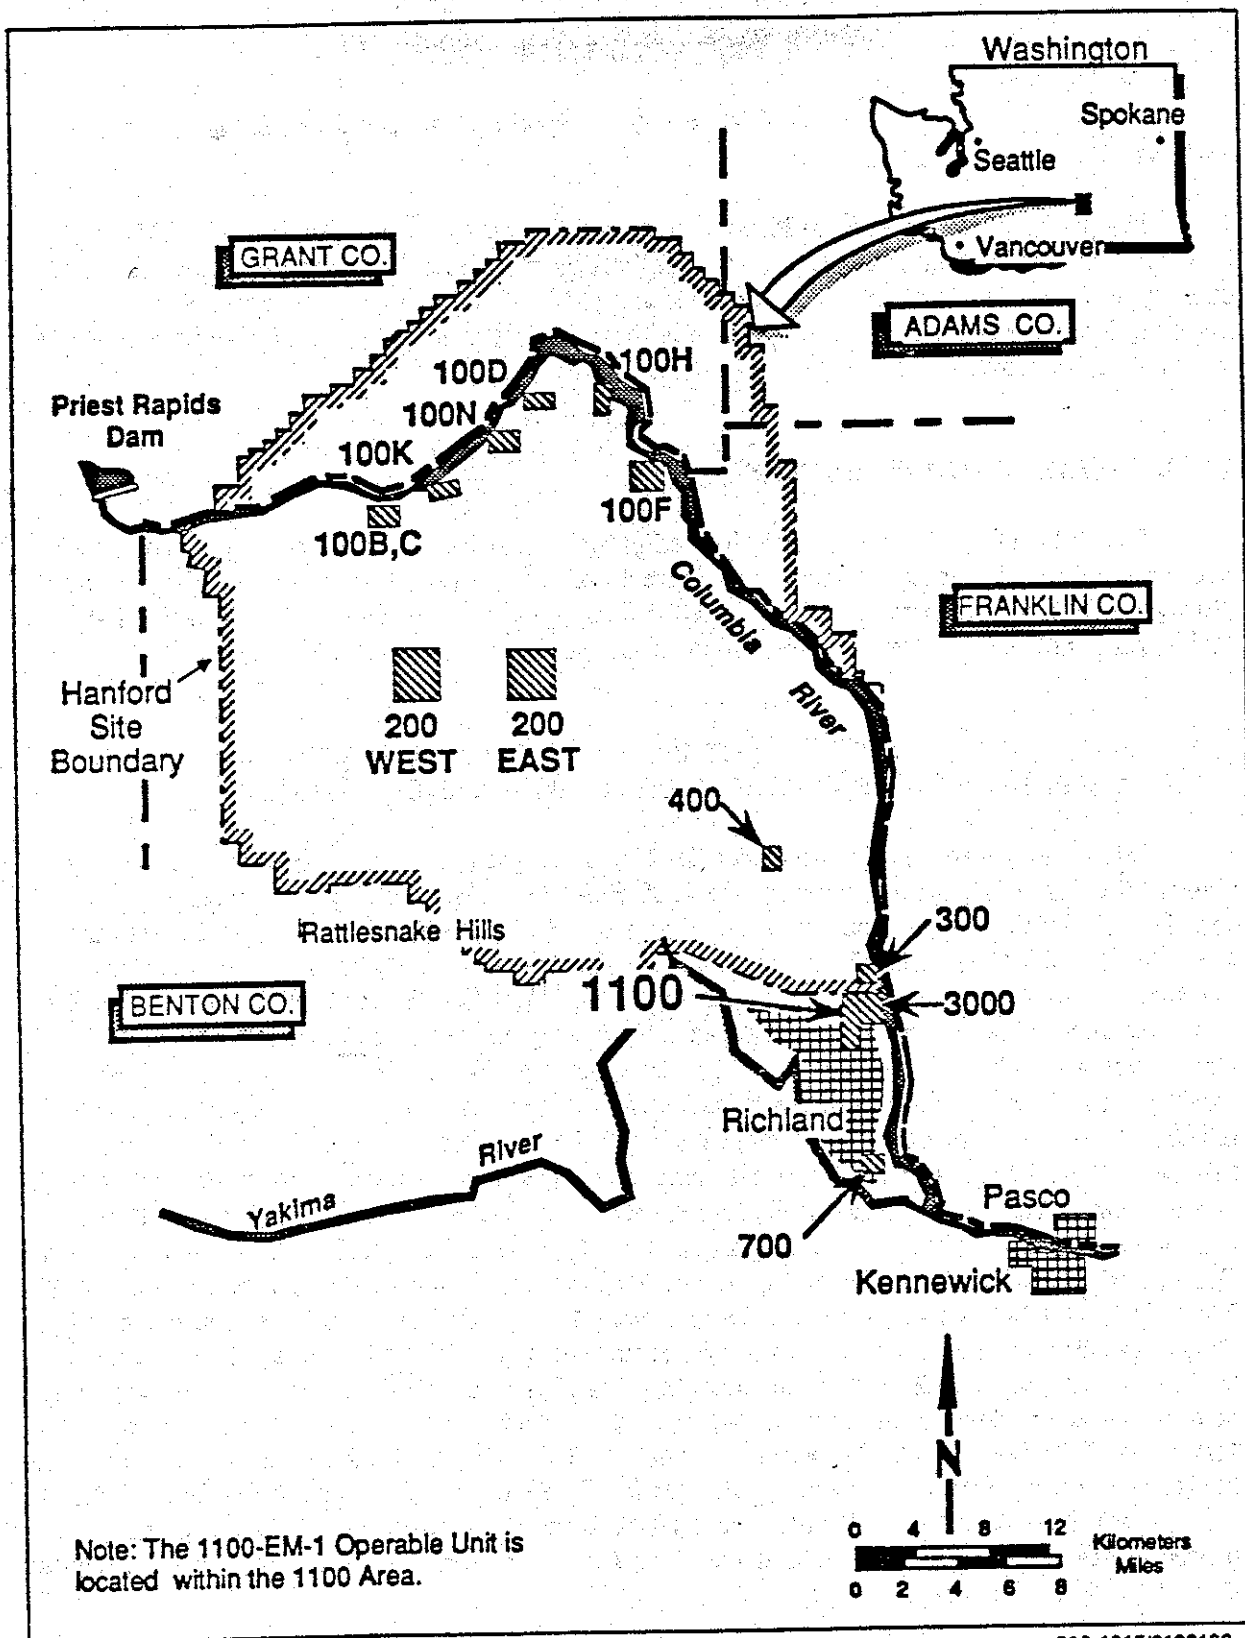 Washington
Spokane
Seattle
Vancouver
GRANT CO.
ADAMS CO.
100H
100D
Priest Rapids
Dam
100N
100K
100F
100B,C
Columbia
River
FRANKLIN CO.
Hanford
Site
Boundary
200
WEST
200
EAST
400
300
Rattlesnake Hills
1100
3000
BENTON CO.
Richland
River
Yakima
Pasco
700
Kennewick
N
Note: The 1100-EM-1 Operable Unit is
located within the 1100 Area.
0 4 8 12
Kilometers
Miles
0 2 4 6 8